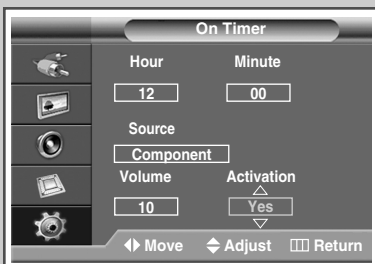 On Timer
Hour Minute
12 00
Source
Component
Volume Activation
10 Yes
Move Adjust Return